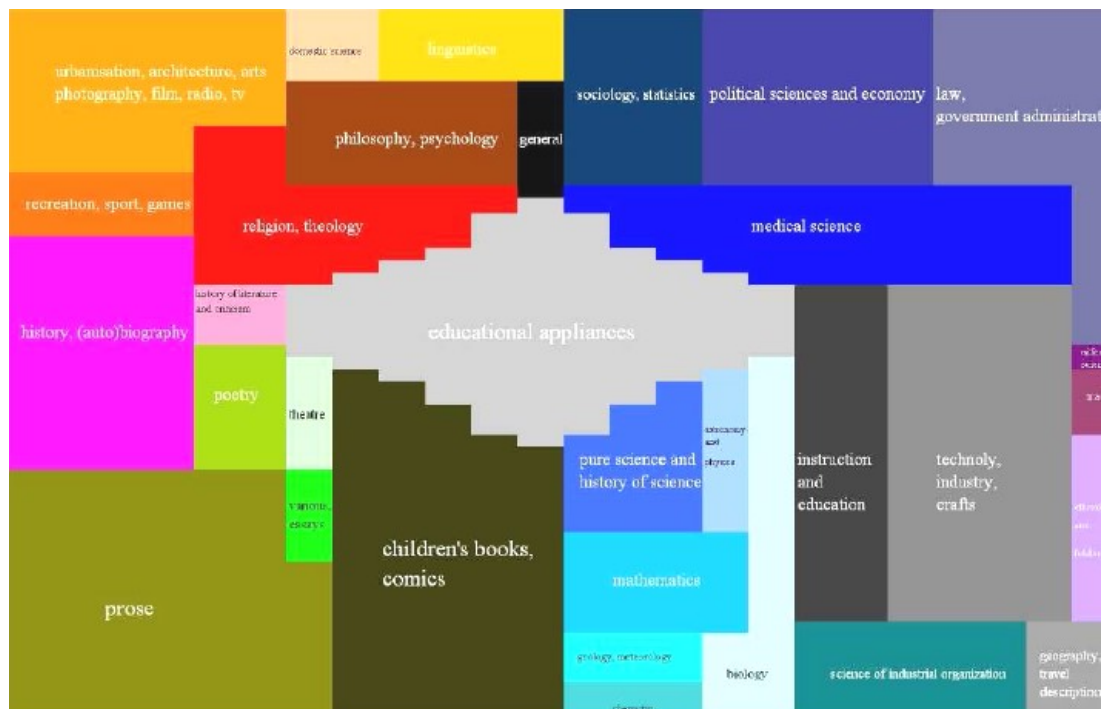 urbanisation, architecture, arts
photography, film, radio, tv
domestic science
linguistics
sociology, statistics
political sciences and economy
law,
government administrat
philosophy, psychology
general
recreation, sport, games
religion, theology
medical science
history of literature
and criticism
history, (auto)biography
educational appliances
poetry
theatre
astronomy
and
physics
pure science and
history of science
instruction
and
education
technoly,
industry,
crafts
various,
essays
children's books,
comics
mathematics
prose
geology, meteorology
biology
science of industrial organization
geography,
travel
description